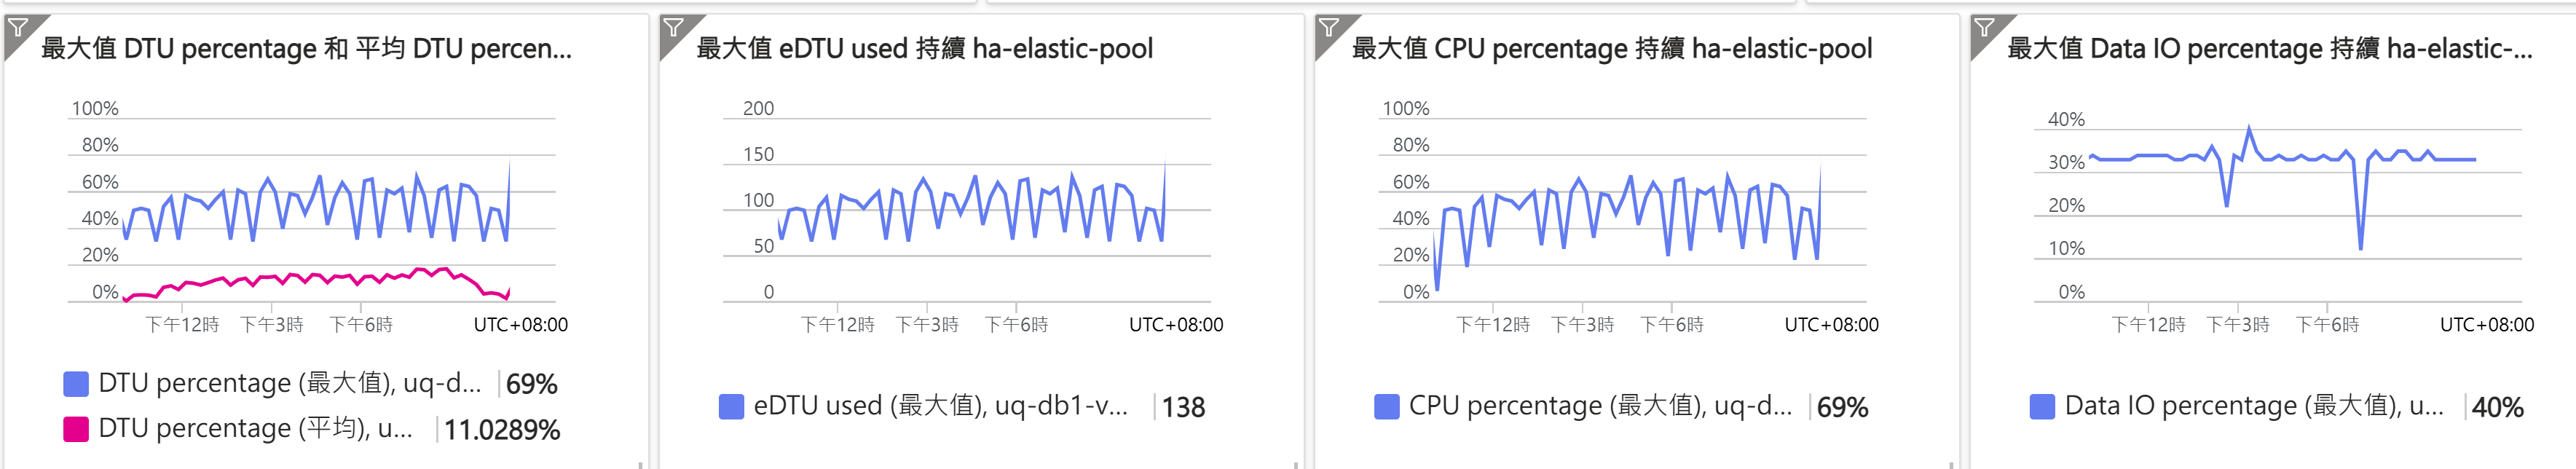 最大值 DTU percentage 和 平均 DTU percen...
100%
80%
60%
40%
20%
0%
下午12時 下午3時 下午6時 UTC+08:00
DTU percentage (最大值), uq-d... 69%
DTU percentage (平均), u... 11.0289%
最大值 eDTU used 持續 ha-elastic-pool
200
150
100
50
0
下午12時 下午3時 下午6時 UTC+08:00
eDTU used (最大值), uq-db1-v... 138
最大值 CPU percentage 持續 ha-elastic-pool
100%
80%
60%
40%
20%
0%
下午12時 下午3時 下午6時 UTC+08:00
CPU percentage (最大值), uq-d... 69%
最大值 Data IO percentage 持續 ha-elastic-...
40%
30%
20%
10%
0%
下午12時 下午3時 下午6時 UTC+08:00
Data IO percentage (最大值), u... 40%